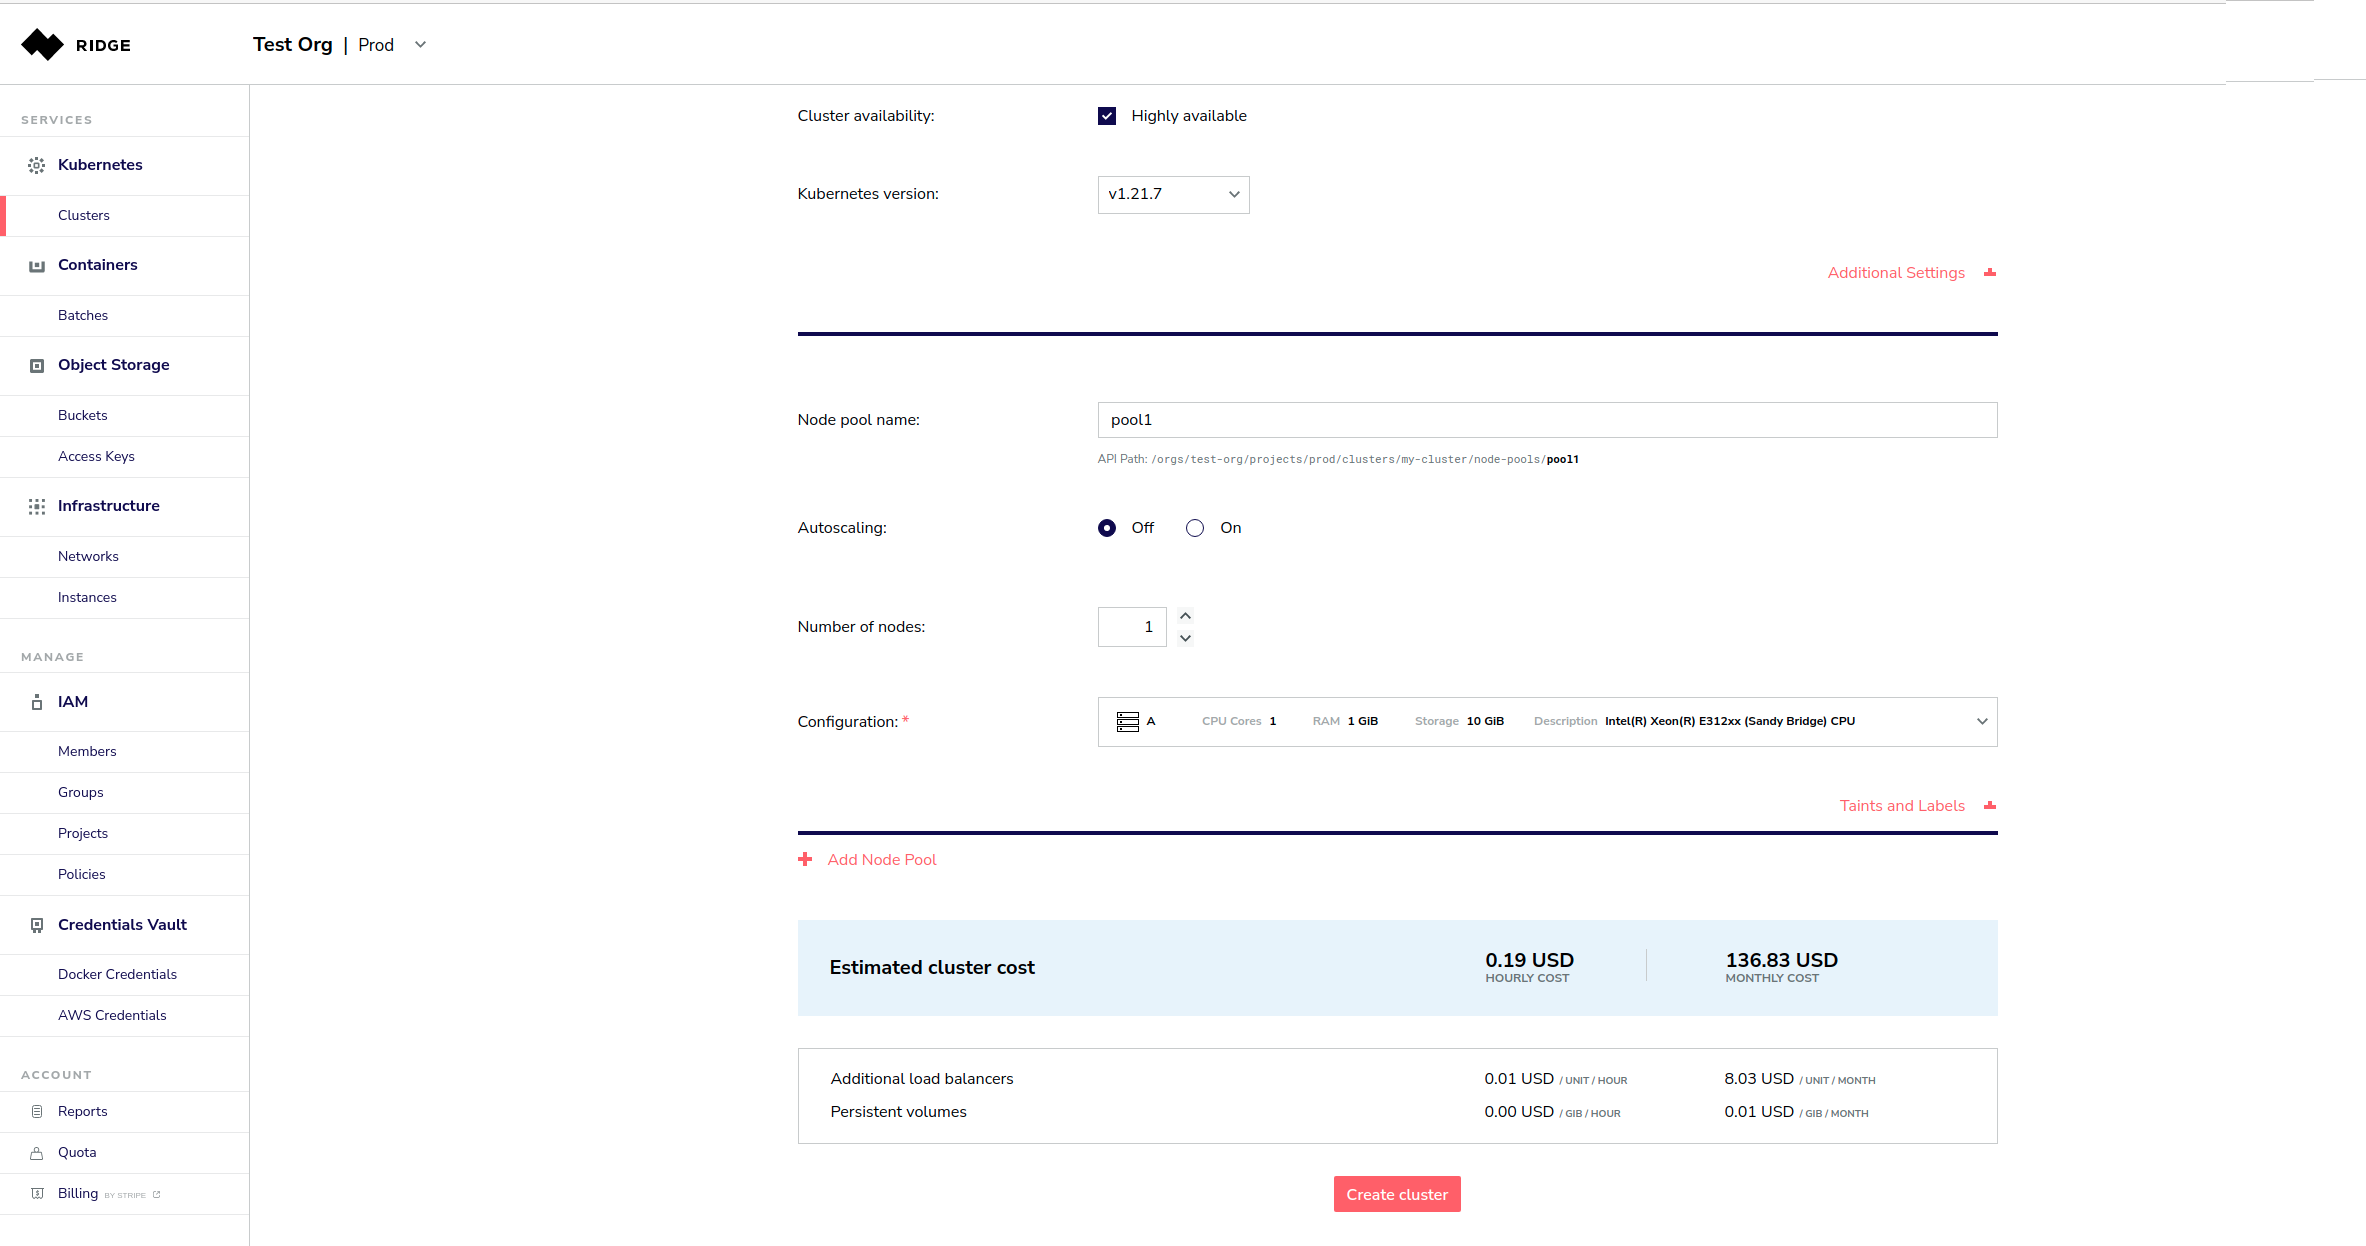 RIDGE
Test Org | Prod
SERVICES
Kubernetes
Clusters
Containers
Batches
Object Storage
Buckets
Access Keys
Infrastructure
Networks
Instances
MANAGE
IAM
Members
Groups
Projects
Policies
Credentials Vault
Docker Credentials
AWS Credentials
ACCOUNT
Reports
Quota
Billing BY STRIPE
Cluster availability: Highly available
Kubernetes version: v1.21.7
Additional Settings
Node pool name: pool1
API Path: /orgs/test-org/projects/prod/clusters/my-cluster/node-pools/pool1
Autoscaling: Off On
Number of nodes: 1
Configuration: * A CPU Cores 1 RAM 1 GiB Storage 10 GiB Description Intel(R) Xeon(R) E312xx (Sandy Bridge) CPU
Taints and Labels
Add Node Pool
Estimated cluster cost 0.19 USD 136.83 USD
HOURLY COST MONTHLY COST
Additional load balancers 0.01 USD / UNIT / HOUR 8.03 USD / UNIT / MONTH
Persistent volumes 0.00 USD / GIB / HOUR 0.01 USD / GIB / MONTH
Create cluster